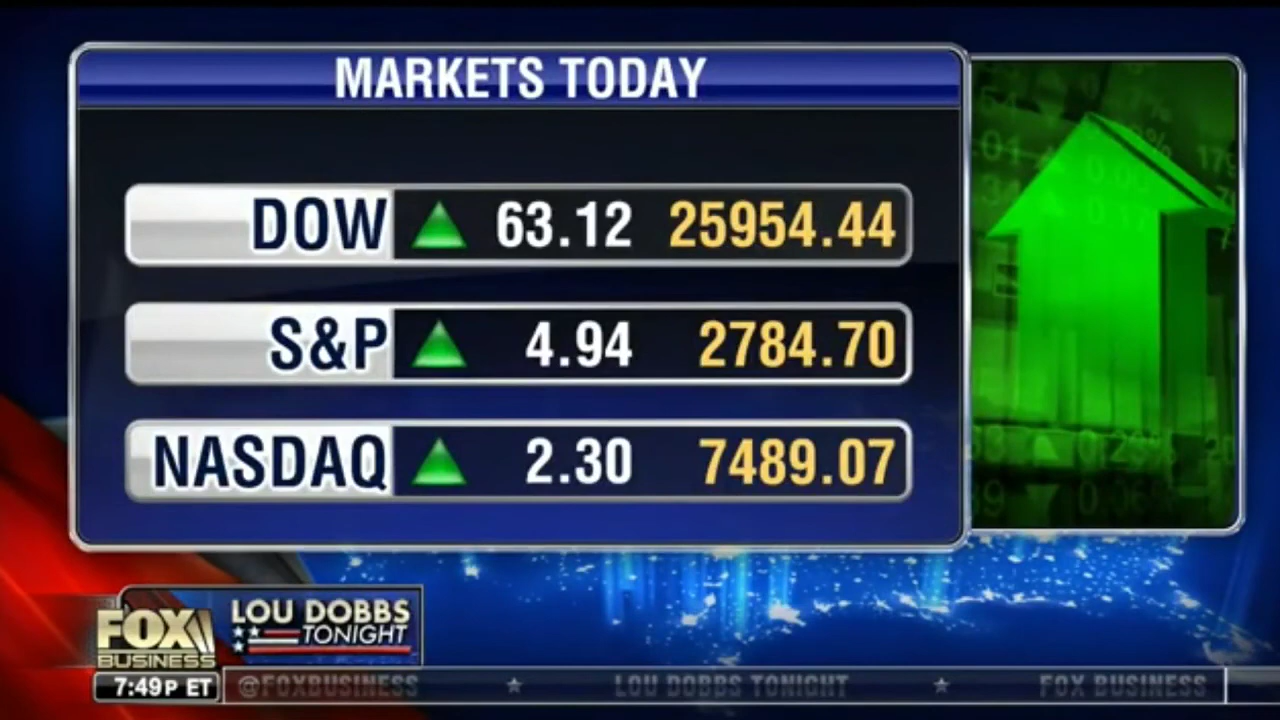 MARKETS TODAY
DOW ▲ 63.12 25954.44
S&P ▲ 4.94 2784.70
NASDAQ ▲ 2.30 7489.07
FOX BUSINESS
LOU DOBBS TONIGHT
7:49P ET @FOXBUSINESS ★ LOU DOBBS TONIGHT ★ FOX BUSINESS